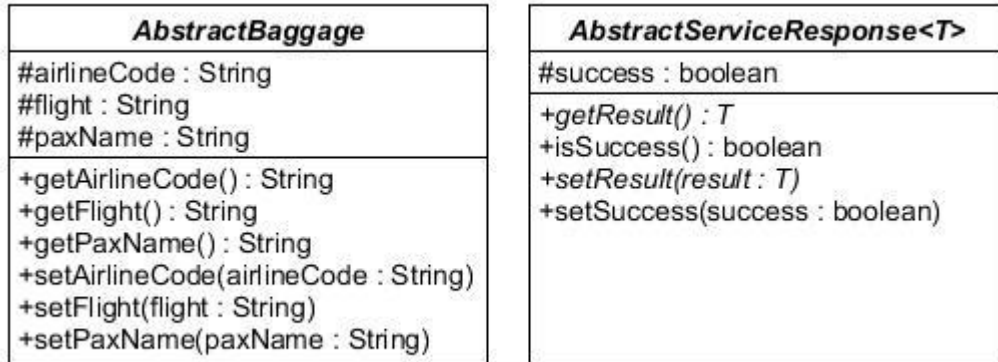 AbstractBaggage
#airlineCode : String
#flight : String
#paxName : String
+getAirlineCode() : String
+getFlight() : String
+getPaxName() : String
+setAirlineCode(airlineCode : String)
+setFlight(flight : String)
+setPaxName(paxName : String)
AbstractServiceResponse<T>
#success : boolean
+getResult() : T
+isSuccess() : boolean
+setResult(result : T)
+setSuccess(success : boolean)